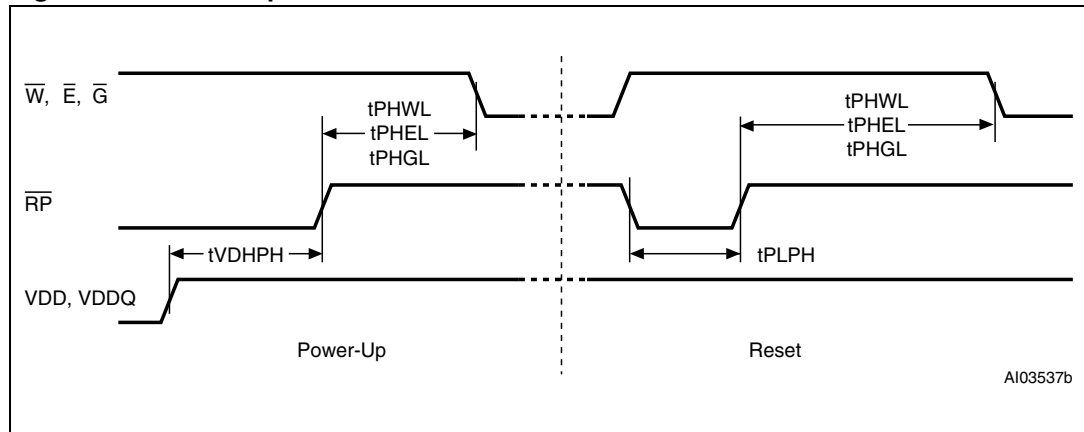 W, E, G
tPHWL
tPHEL
tPHGL
tPHWL
tPHEL
tPHGL
RP
tVDHPH
tPLPH
VDD, VDDQ
Power-Up
Reset
AI03537b